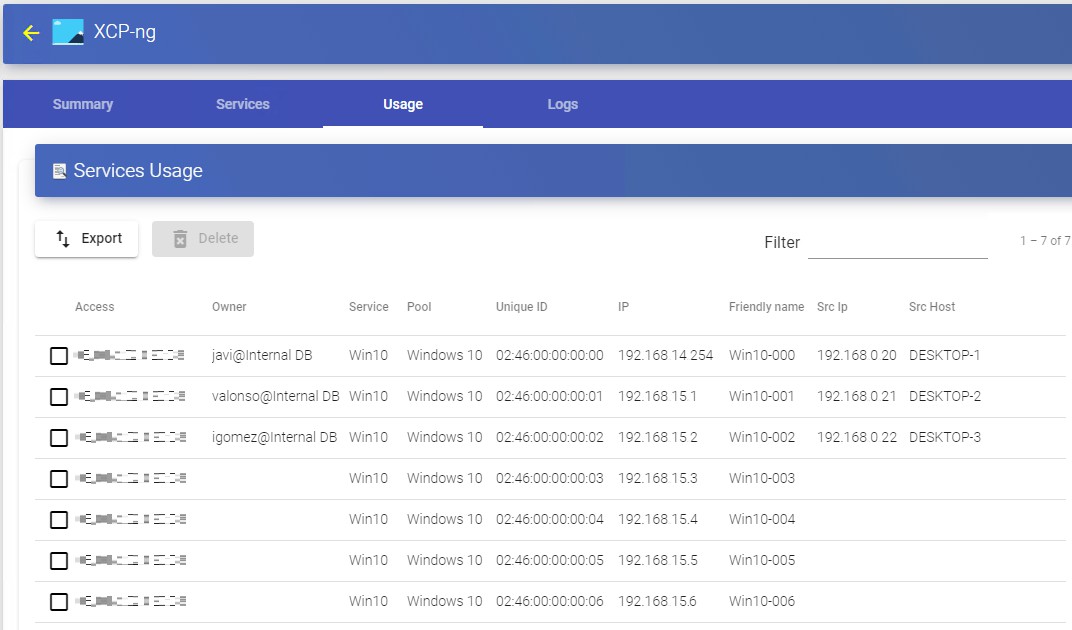 XCP-ng
Summary Services Usage Logs
Services Usage
Export Delete Filter 1 – 7 of 7
Access Owner Service Pool Unique ID IP Friendly name Src Ip Src Host
javi@Internal DB Win10 Windows 10 02:46:00:00:00:00 192.168.14.254 Win10-000 192.168.0.20 DESKTOP-1
valonso@Internal DB Win10 Windows 10 02:46:00:00:00:01 192.168.15.1 Win10-001 192.168.0.21 DESKTOP-2
igomez@Internal DB Win10 Windows 10 02:46:00:00:00:02 192.168.15.2 Win10-002 192.168.0.22 DESKTOP-3
Win10 Windows 10 02:46:00:00:00:03 192.168.15.3 Win10-003
Win10 Windows 10 02:46:00:00:00:04 192.168.15.4 Win10-004
Win10 Windows 10 02:46:00:00:00:05 192.168.15.5 Win10-005
Win10 Windows 10 02:46:00:00:00:06 192.168.15.6 Win10-006